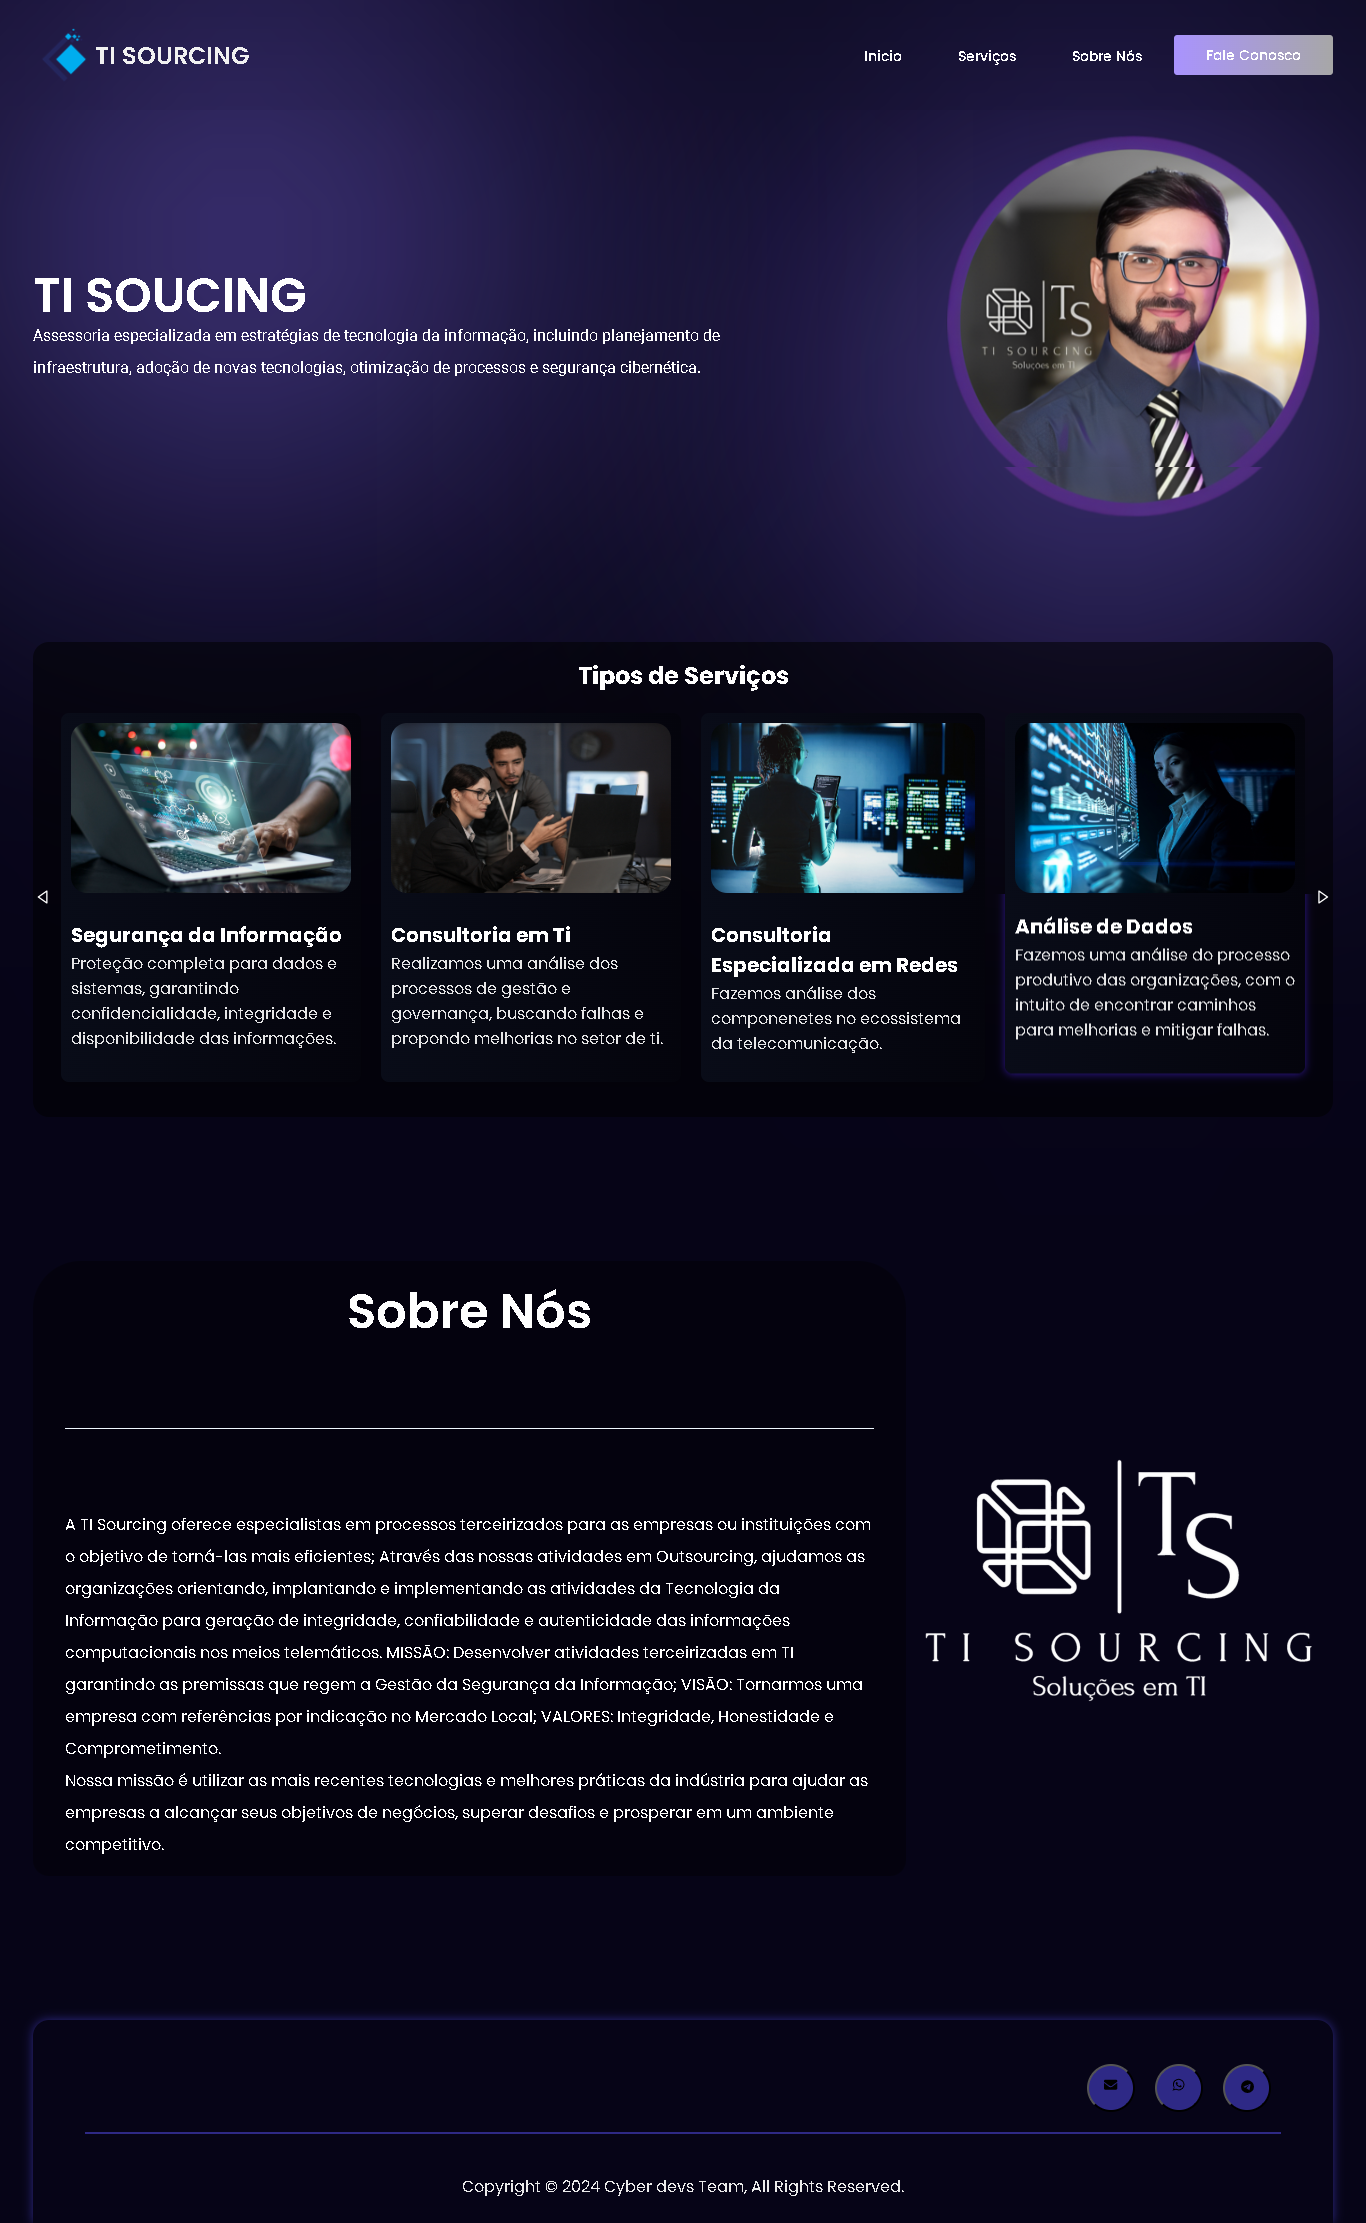 TI SOURCING
Inicio
Serviços
Sobre Nós
Fale Conosco
TI SOUCING
Assessoria especializada em estratégias de tecnologia da informação, incluindo planejamento de
infraestrutura, adoção de novas tecnologias, otimização de processos e segurança cibernética.
TS
TI SOURCING
Soluções em TI
Tipos de Serviços
Segurança da Informação
Proteção completa para dados e
sistemas, garantindo
confidencialidade, integridade e
disponibilidade das informações.
Consultoria em Ti
Realizamos uma análise dos
processos de gestão e
governança, buscando falhas e
propondo melhorias no setor de ti.
Consultoria
Especializada em Redes
Fazemos análise dos
componenetes no ecossistema
da telecomunicação.
Análise de Dados
Fazemos uma análise do processo
produtivo das organizações, com o
intuito de encontrar caminhos
para melhorias e mitigar falhas.
Sobre Nós
A TI Sourcing oferece especialistas em processos terceirizados para as empresas ou instituições com
o objetivo de torná-las mais eficientes; Através das nossas atividades em Outsourcing, ajudamos as
organizações orientando, implantando e implementando as atividades da Tecnologia da
Informação para geração de integridade, confiabilidade e autenticidade das informações
computacionais nos meios telemáticos. MISSÃO: Desenvolver atividades terceirizadas em TI
garantindo as premissas que regem a Gestão da Segurança da Informação; VISÃO: Tornarmos uma
empresa com referências por indicação no Mercado Local; VALORES: Integridade, Honestidade e
Comprometimento.
Nossa missão é utilizar as mais recentes tecnologias e melhores práticas da indústria para ajudar as
empresas a alcançar seus objetivos de negócios, superar desafios e prosperar em um ambiente
competitivo.
TS
TI SOURCING
Soluções em TI
Copyright © 2024 Cyber devs Team, All Rights Reserved.